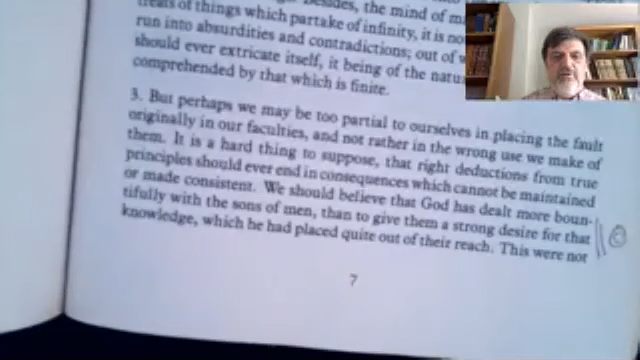 Besides, the mind of
treats of things which partake of infinity, it is
run into absurdities and contradictions; out of
should ever extricate itself, it being of the
comprehended by that which is finite.
3. But perhaps we may be too partial to ourselves in placing the fault
originally in our faculties, and not rather in the wrong use we make of
them. It is a hard thing to suppose, that right deductions from true
principles should ever end in consequences which cannot be maintained
or made consistent. We should believe that God has dealt more boun-
tifully with the sons of men, than to give them a strong desire for that
knowledge, which he had placed quite out of their reach. This were not
7